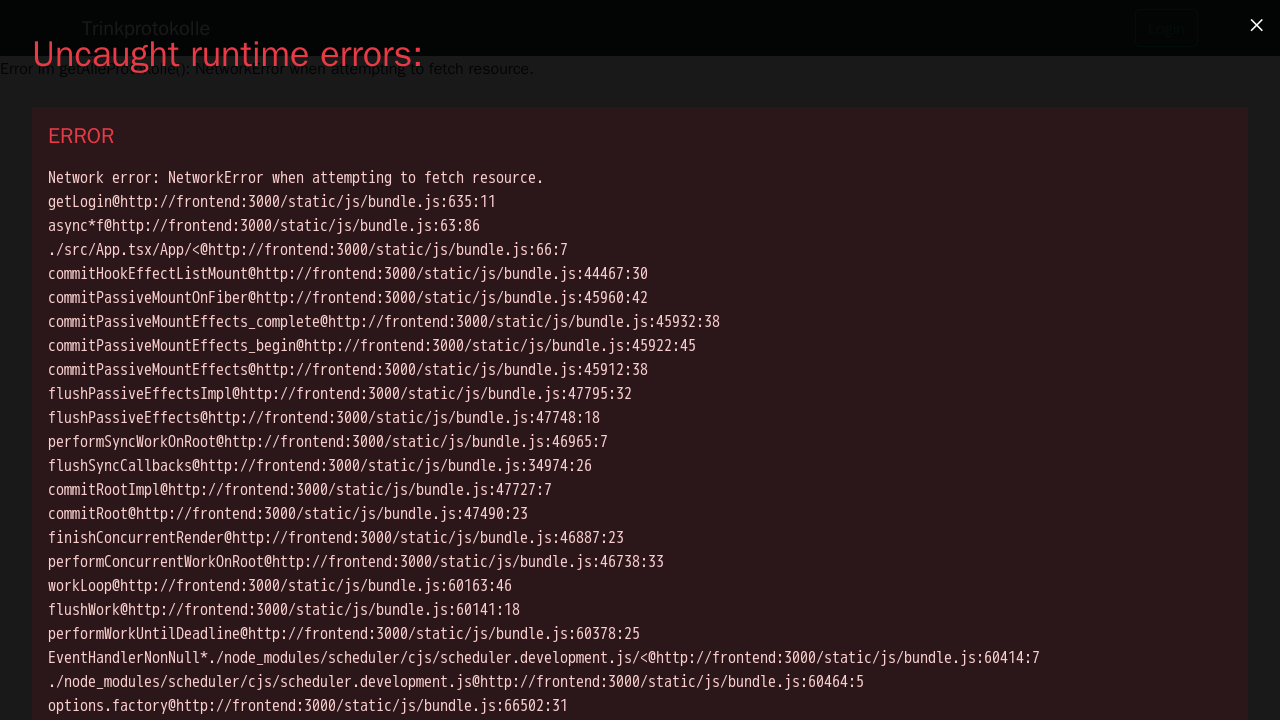 Trinkprotokolle
Login
Uncaught runtime errors:
Error im getAlleProtokolle(): NetworkError when attempting to fetch resource.
ERROR
Network error: NetworkError when attempting to fetch resource.
getLogin@http://frontend:3000/static/js/bundle.js:635:11
async*f@http://frontend:3000/static/js/bundle.js:63:86
./src/App.tsx/App/<@http://frontend:3000/static/js/bundle.js:66:7
commitHookEffectListMount@http://frontend:3000/static/js/bundle.js:44467:30
commitPassiveMountOnFiber@http://frontend:3000/static/js/bundle.js:45960:42
commitPassiveMountEffects_complete@http://frontend:3000/static/js/bundle.js:45932:38
commitPassiveMountEffects_begin@http://frontend:3000/static/js/bundle.js:45922:45
commitPassiveMountEffects@http://frontend:3000/static/js/bundle.js:45912:38
flushPassiveEffectsImpl@http://frontend:3000/static/js/bundle.js:47795:32
flushPassiveEffects@http://frontend:3000/static/js/bundle.js:47748:18
performSyncWorkOnRoot@http://frontend:3000/static/js/bundle.js:46965:7
flushSyncCallbacks@http://frontend:3000/static/js/bundle.js:34974:26
commitRootImpl@http://frontend:3000/static/js/bundle.js:47727:7
commitRoot@http://frontend:3000/static/js/bundle.js:47490:23
finishConcurrentRender@http://frontend:3000/static/js/bundle.js:46887:23
performConcurrentWorkOnRoot@http://frontend:3000/static/js/bundle.js:46738:33
workLoop@http://frontend:3000/static/js/bundle.js:60163:46
flushWork@http://frontend:3000/static/js/bundle.js:60141:18
performWorkUntilDeadline@http://frontend:3000/static/js/bundle.js:60378:25
EventHandlerNonNull*./node_modules/scheduler/cjs/scheduler.development.js/<@http://frontend:3000/static/js/bundle.js:60414:7
./node_modules/scheduler/cjs/scheduler.development.js@http://frontend:3000/static/js/bundle.js:60464:5
options.factory@http://frontend:3000/static/js/bundle.js:66502:31